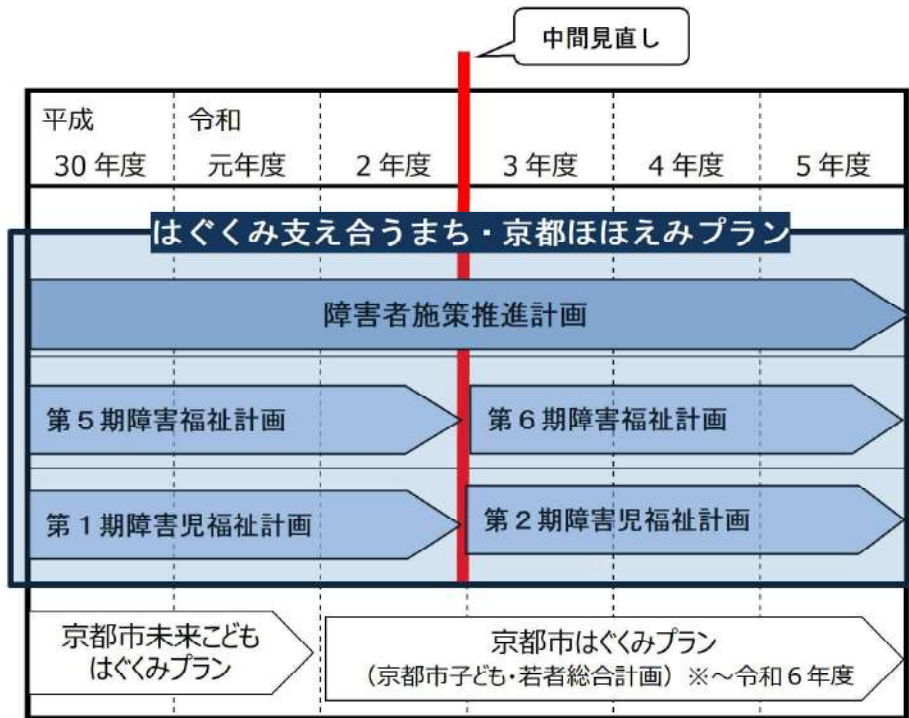 中間見直し
平成
30年度
令和
元年度
2年度
3年度
4年度
5年度
はぐくみ支え合うまち・京都ほほえみプラン
障害者施策推進計画
第5期障害福祉計画
第6期障害福祉計画
第1期障害児福祉計画
第2期障害児福祉計画
京都市未来こども
はぐくみプラン
京都市はぐくみプラン
(京都市子ども・若者総合計画) ※~令和6年度